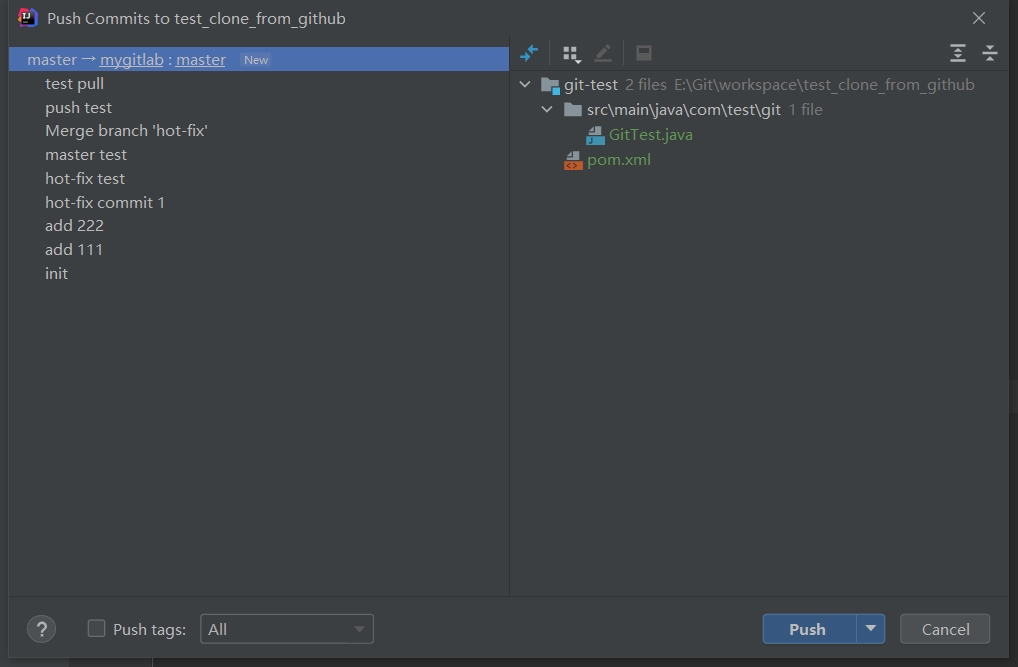 Push Commits to test_clone_from_github
master → mygitlab : master New
test pull
push test
Merge branch 'hot-fix'
master test
hot-fix test
hot-fix commit 1
add 222
add 111
init
git-test 2 files E:\Git\workspace\test_clone_from_github
src\main\java\com\test\git 1 file
GitTest.java
pom.xml
? Push tags: All
Push Cancel